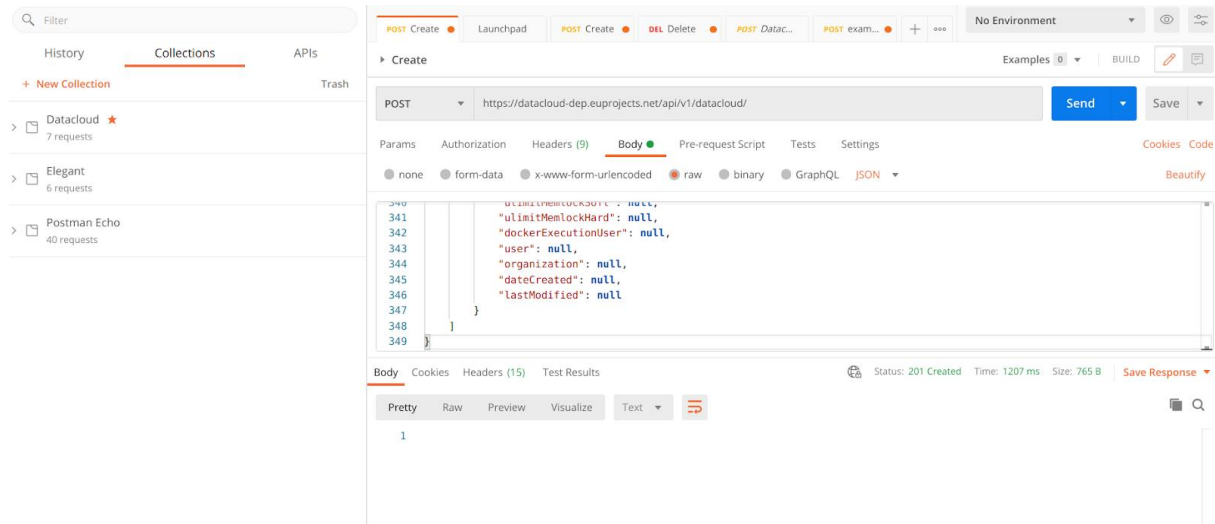 Filter
History Collections APIs
+ New Collection Trash
Datacloud
7 requests
Elegant
6 requests
Postman Echo
40 requests
POST Create Launchpad POST Create DEL Delete POST Datac... POST exam... + ooo No Environment
Create Examples 0 BUILD
POST https://datacloud-dep.euprojects.net/api/v1/datacloud/ Send Save
Params Authorization Headers (9) Body Pre-request Script Tests Settings Cookies Code
none form-data x-www-form-urlencoded raw binary GraphQL JSON Beautify
340 "ulimitMemlockSoft": null,
341 "ulimitMemlockHard": null,
342 "dockerExecutionUser": null,
343 "user": null,
344 "organization": null,
345 "dateCreated": null,
346 "lastModified": null
347 }
348 ]
349 }
Body Cookies Headers (15) Test Results Status: 201 Created Time: 1207 ms Size: 765 B Save Response
Pretty Raw Preview Visualize Text
1